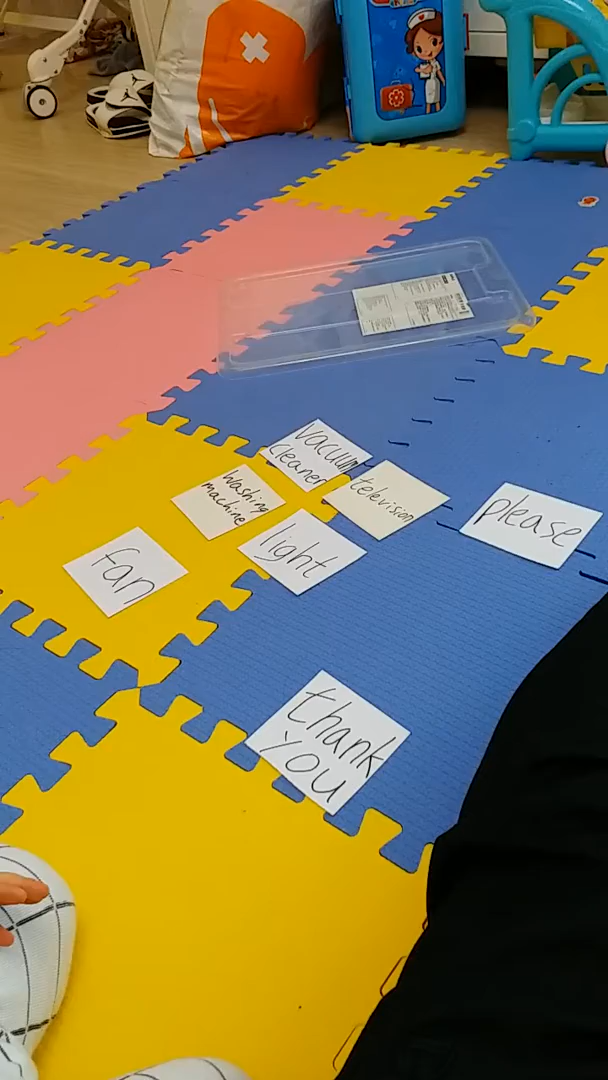 vacuum
cleaner
washing
machine
television
please
light
fan
thank
you